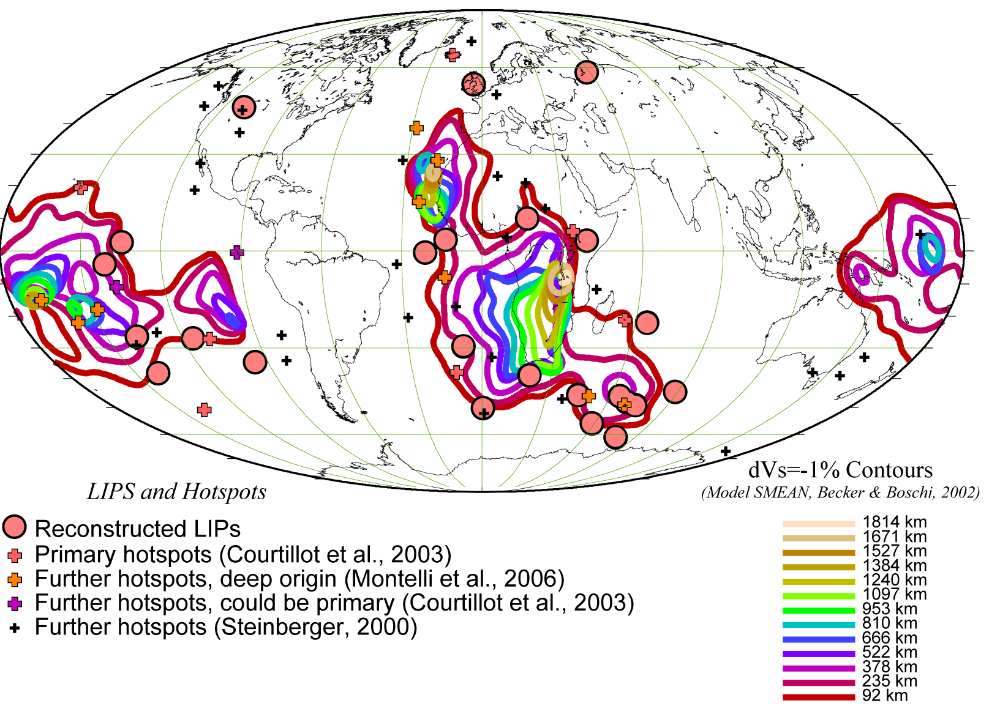 LIPS and Hotspots
Reconstructed LIPs
Primary hotspots (Courtillot et al., 2003)
Further hotspots, deep origin (Montelli et al., 2006)
Further hotspots, could be primary (Courtillot et al., 2003)
Further hotspots (Steinberger, 2000)
dVs=-1% Contours
(Model SMEAN, Becker & Boschi, 2002)
1814 km
1671 km
1527 km
1384 km
1240 km
1097 km
953 km
810 km
666 km
522 km
378 km
235 km
92 km